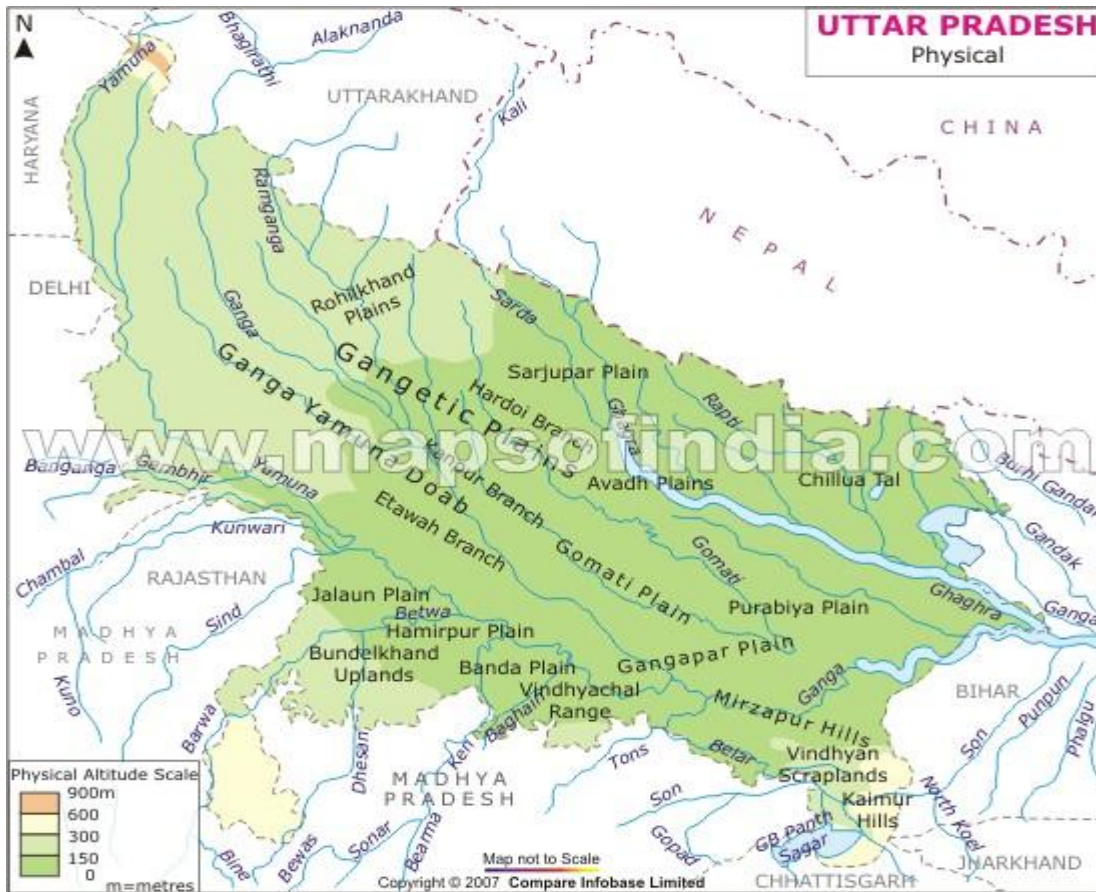 UTTAR PRADESH
Physical
N
Yamuna
Bhagirathi
Alaknanda
UTTARAKHAND
Kali
CHINA
HARYANA
NEPAL
Ramganga
DELHI
Rohilkhand
Plains
Ganga
Sarda
Gangetic Plains
Sarjupar Plain
Hardoi Branch
Ganga Yamuna Doab
Ghagra
Rapti
www.mapsofindia.com
Banganga
Gambhir
Yumuna
Kanpur Branch
Avadh Plains
Chillua Tal
Burhi Gandak
Etawah Branch
Kunwari
Gandak
Chambal
RAJASTHAN
Gomati Plain
Gomati
Jalaun Plain
Betwa
Purabiya Plain
Ghaghra
Ganga
Sind
MADHYA
PRADESH
Hamirpur Plain
Bundelkhand
Uplands
Banda Plain
Gangapar Plain
Kuno
Vindhyachal
Range
Ganga
BIHAR
Mirzapur Hills
Barwa
Dhesan
Ken
Baghain
Tons
Betar
Son
Punpun
Phalgu
Vindhyan
Scraplands
MADHYA
PRADESH
Son
Kaimur
Hills
North Koel
Gopad
GB Panth
Sagar
JHARKHAND
CHHATTISGARH
Bine
Bewas
Sonar
Bearma
Physical Altitude Scale
900m
600
300
150
0
m=metres
Map not to Scale
Copyright © 2007 Compare Infobase Limited